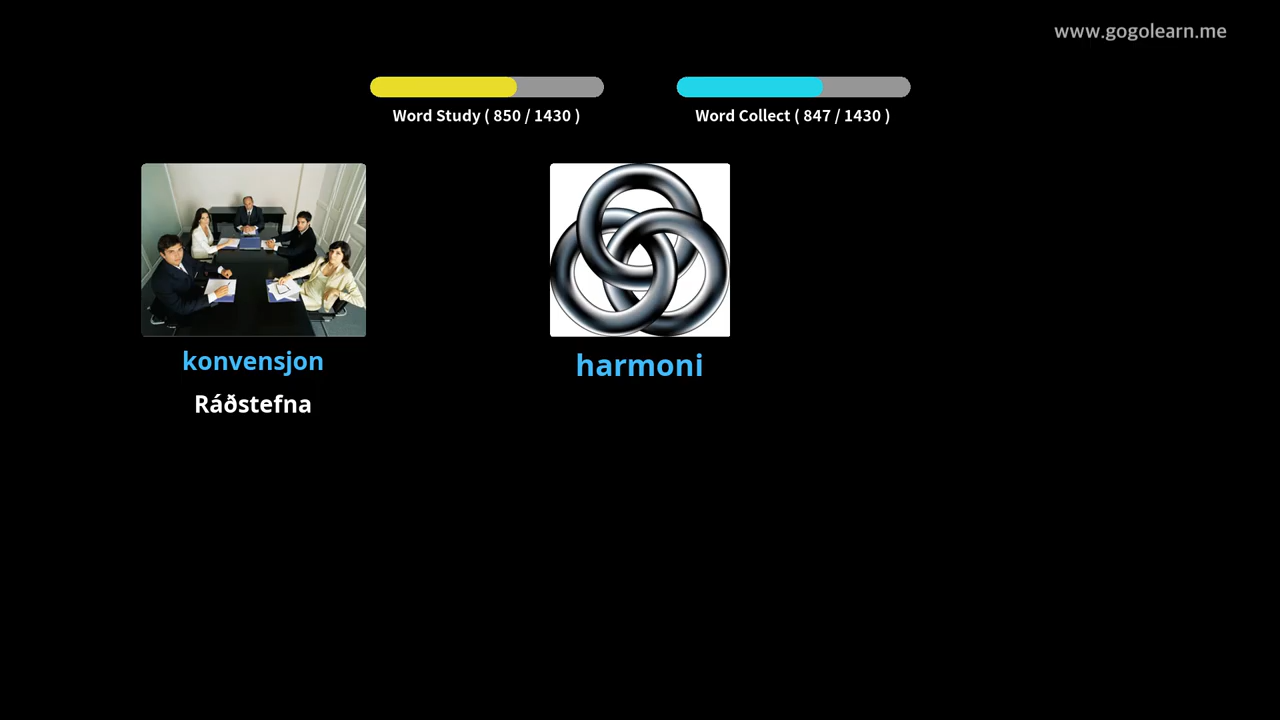 www.gogolearn.me
Word Study ( 850 / 1430 )
Word Collect ( 847 / 1430 )
konvensjon
Ráðstefna
harmoni